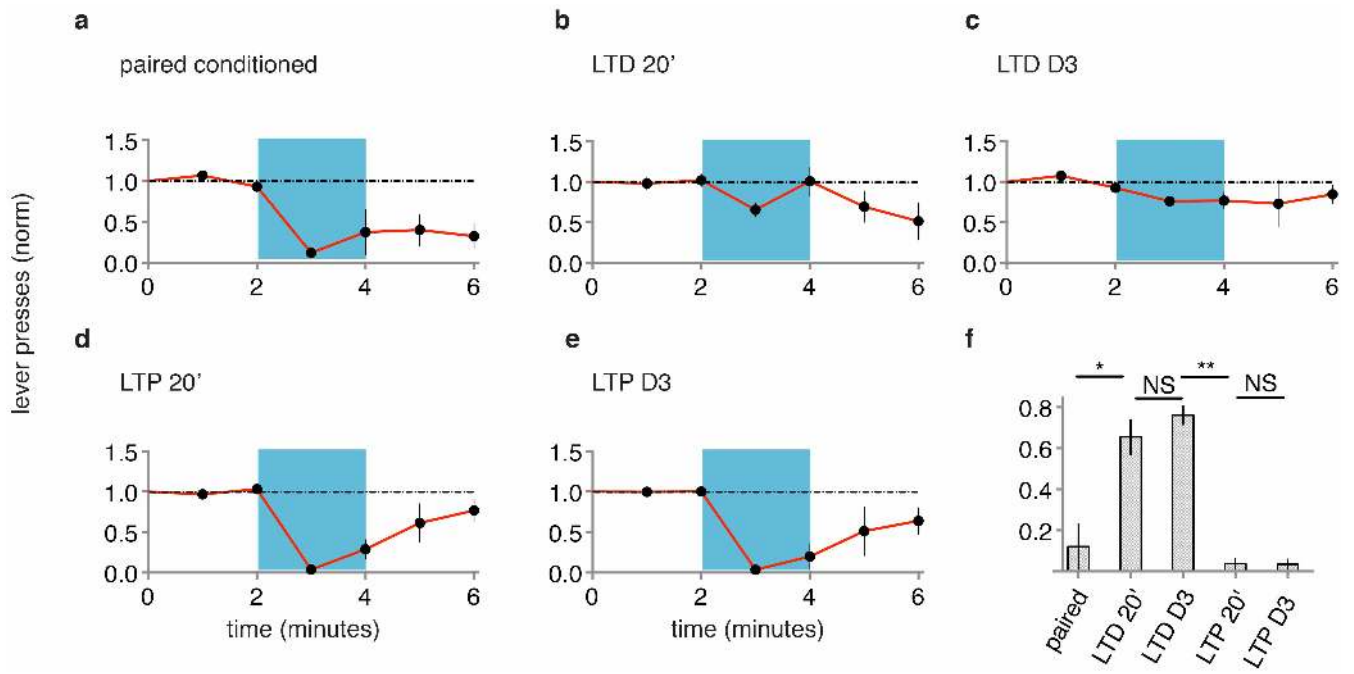 a
paired conditioned
1.5
1.0
0.5
0.0
0 2 4 6
b
LTD 20'
1.5
1.0
0.5
0.0
0 2 4 6
c
LTD D3
1.5
1.0
0.5
0.0
0 2 4 6
lever presses (norm)
d
LTP 20'
1.5
1.0
0.5
0.0
0 2 4 6
time (minutes)
e
LTP D3
1.5
1.0
0.5
0.0
0 2 4 6
time (minutes)
f
* NS ** NS
0.8
0.6
0.4
0.2
paired
LTD 20'
LTD D3
LTP 20'
LTP D3